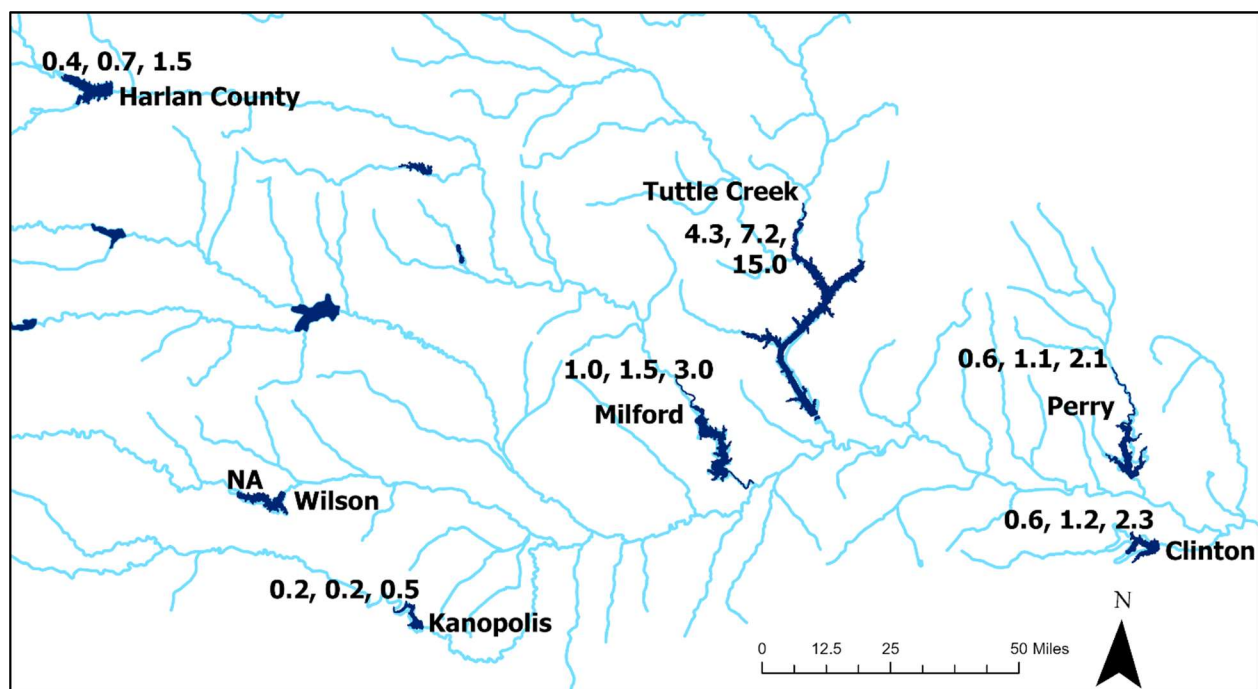 0.4, 0.7, 1.5
Harlan County
Tuttle Creek
4.3, 7.2,
15.0
1.0, 1.5, 3.0
Milford
0.6, 1.1, 2.1
Perry
NA
Wilson
0.6, 1.2, 2.3
Clinton
0.2, 0.2, 0.5
Kanopolis
N
0 12.5 25 50 Miles